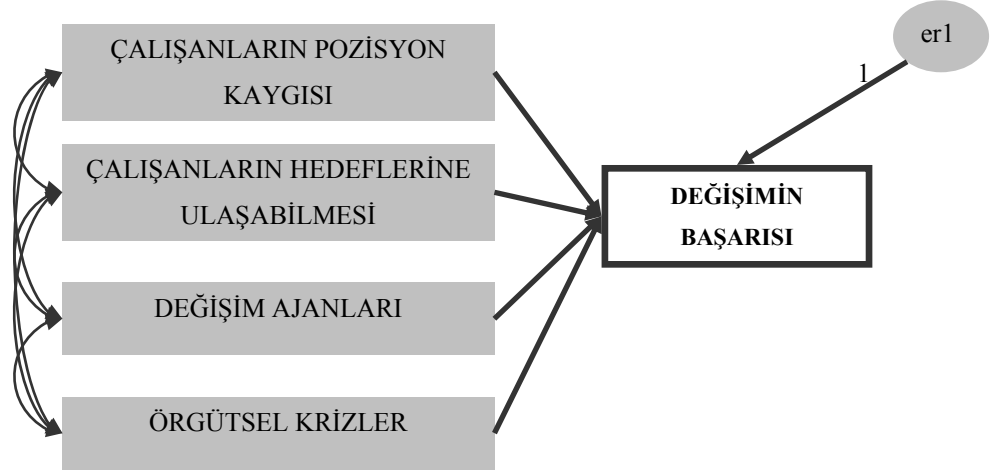 ÇALIŞANLARIN POZİSYON
KAYGISI
ÇALIŞANLARIN HEDEFLERİNE
ULAŞABİLMESİ
DEĞİŞİM AJANLARI
ÖRGÜTSEL KRİZLER
er1
1
DEĞİŞİMİN
BAŞARISI